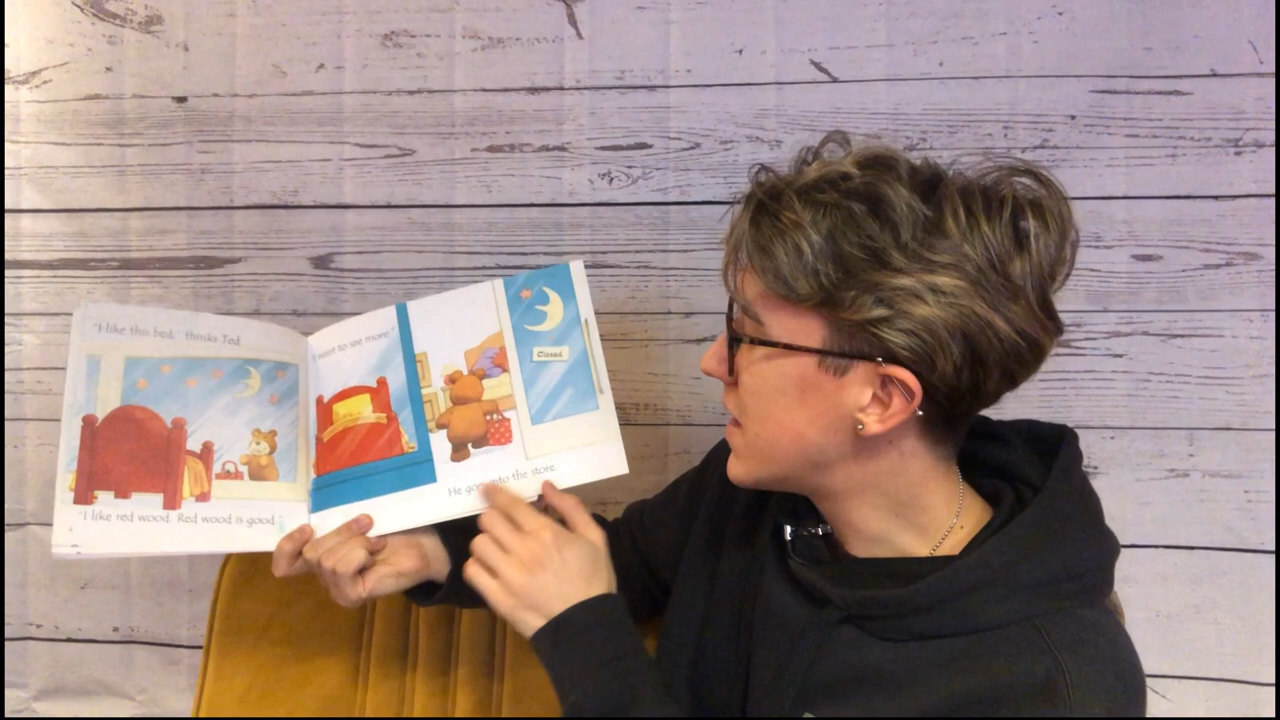 "I like this bed," thinks Ted.
"I like red wood. Red wood is good."
4
want to see more."
Closed
He goes into the store.